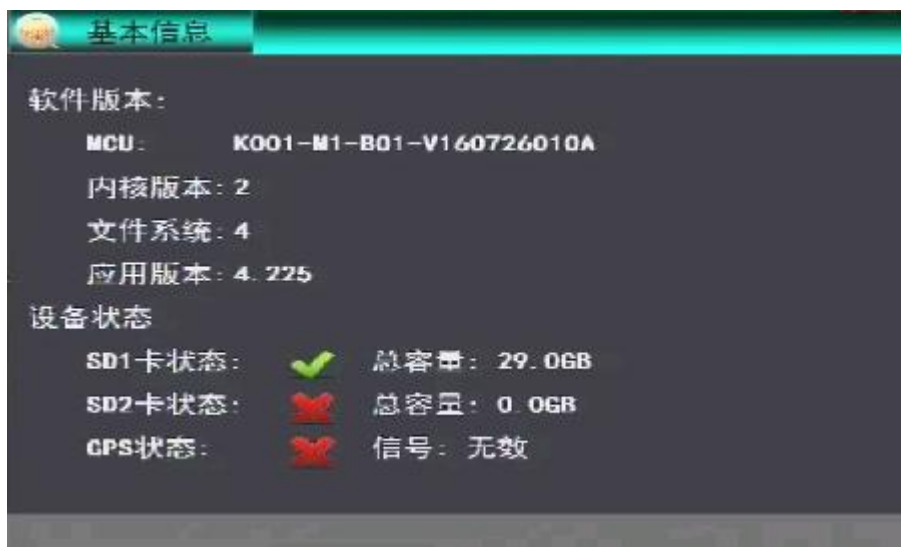 基本信息
软件版本:
MCU: K001-M1-B01-V160726010A
内核版本: 2
文件系统: 4
应用版本: 4.225
设备状态
SD1卡状态: 总容量: 29.0GB
SD2卡状态: 总容量: 0.0GB
GPS状态: 信号: 无效